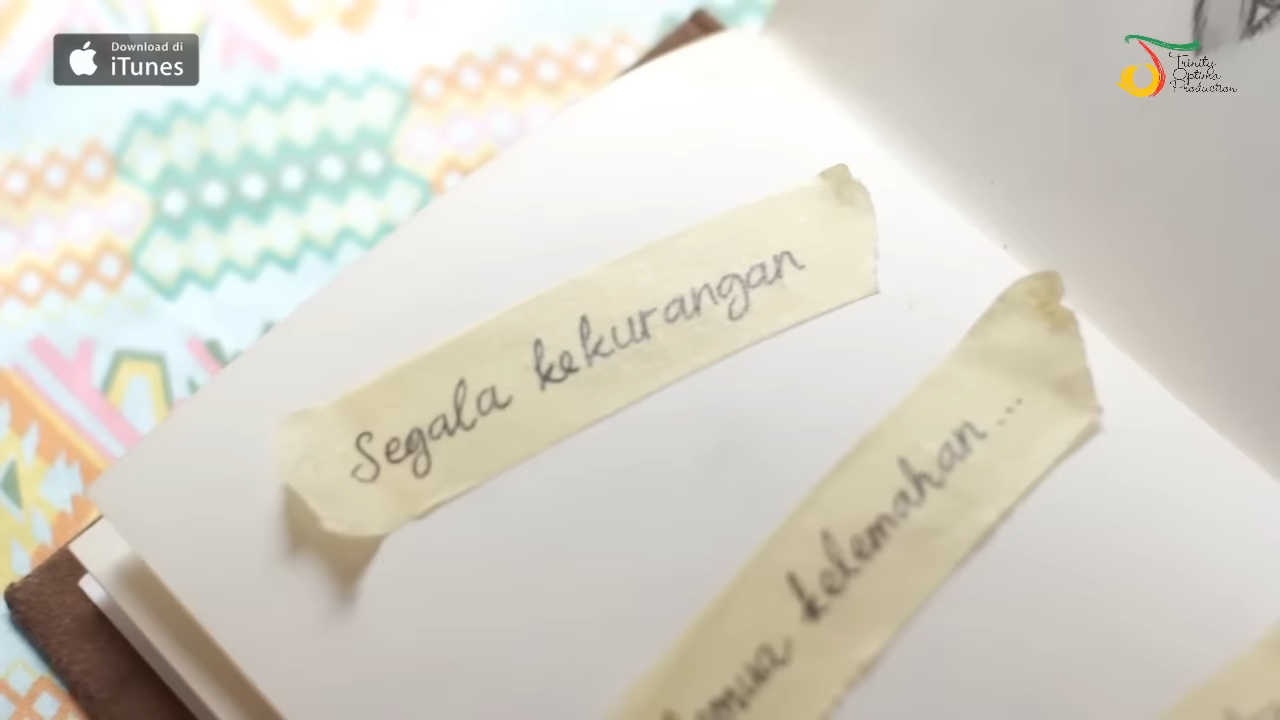 Download di
iTunes
Trinity
Optima
Production
Segala kekurangan
kelemahan...